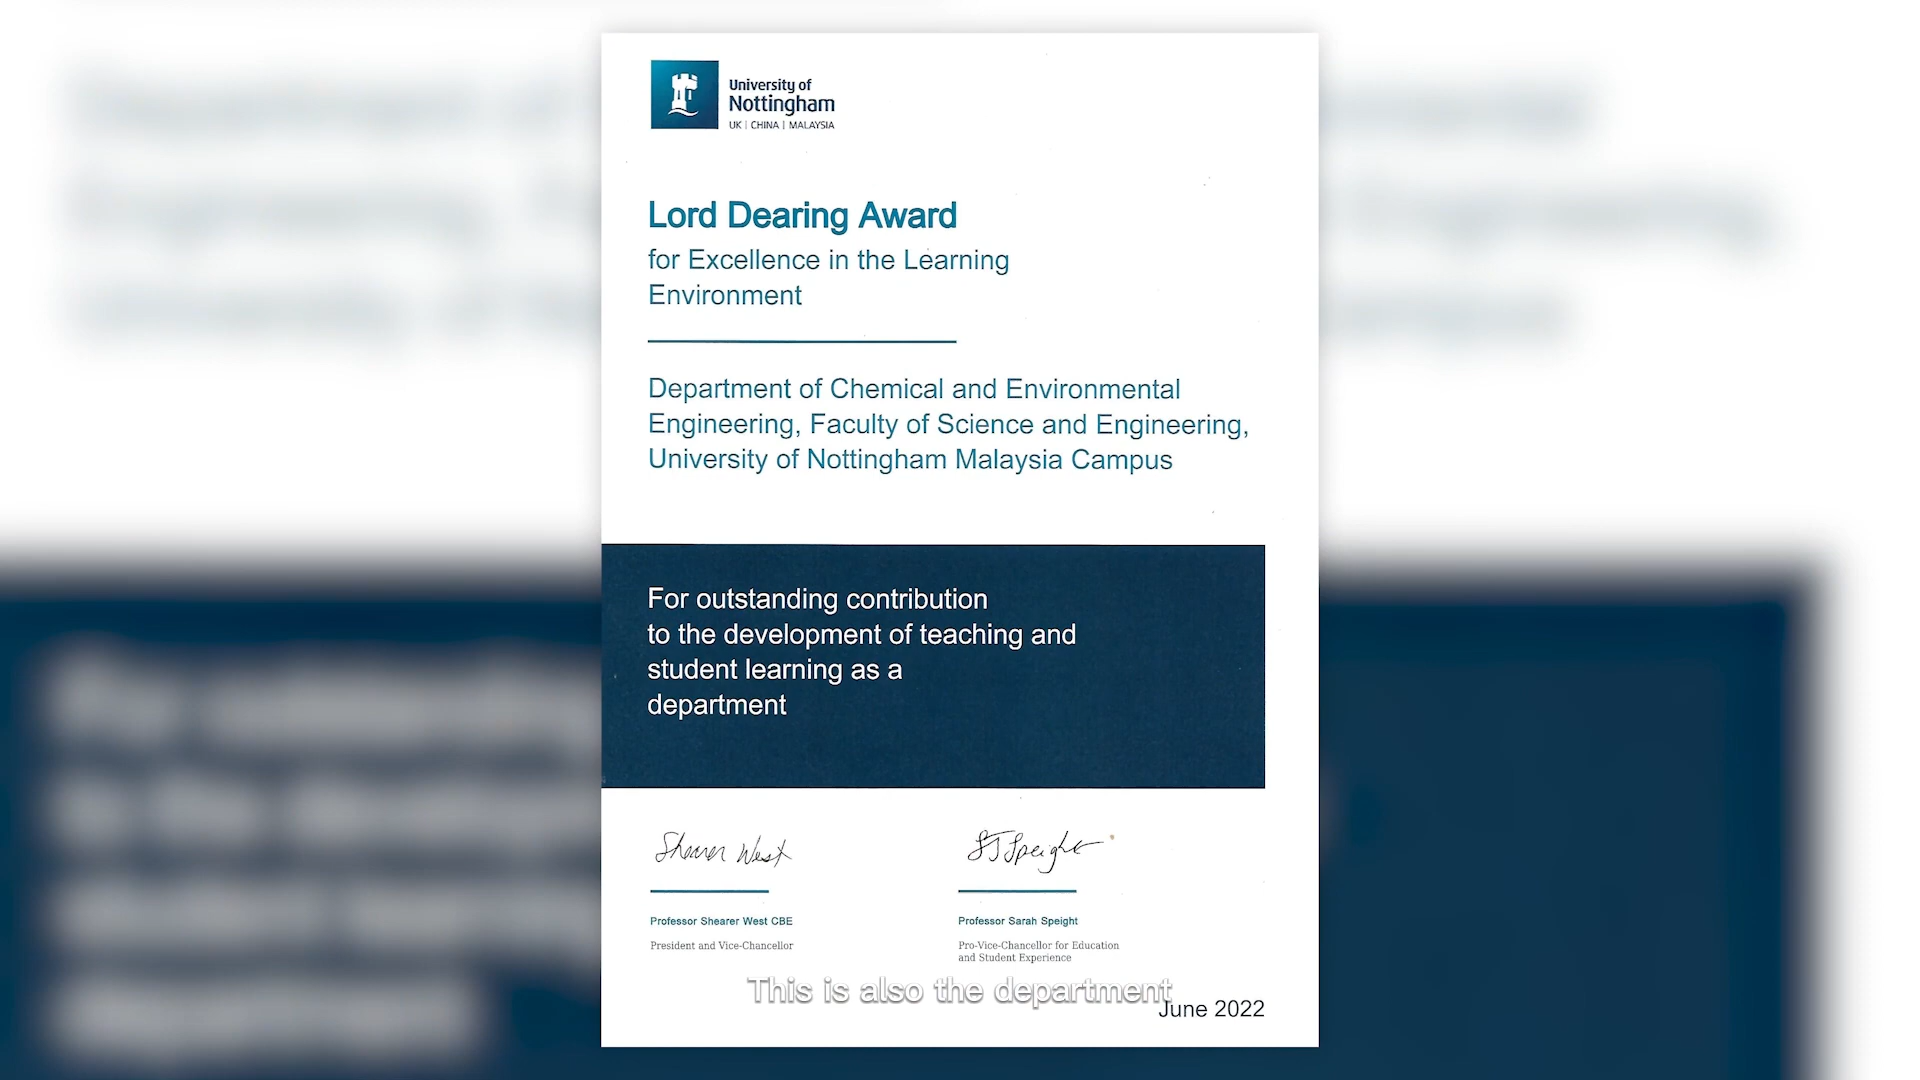 University of
Nottingham
UK | CHINA | MALAYSIA
Lord Dearing Award
for Excellence in the Learning
Environment
Department of Chemical and Environmental
Engineering, Faculty of Science and Engineering,
University of Nottingham Malaysia Campus
For outstanding contribution
to the development of teaching and
student learning as a
department
Shearer West
SJSpeight
Professor Shearer West CBE
President and Vice-Chancellor
Professor Sarah Speight
Pro-Vice-Chancellor for Education
and Student Experience
This is also the department
June 2022